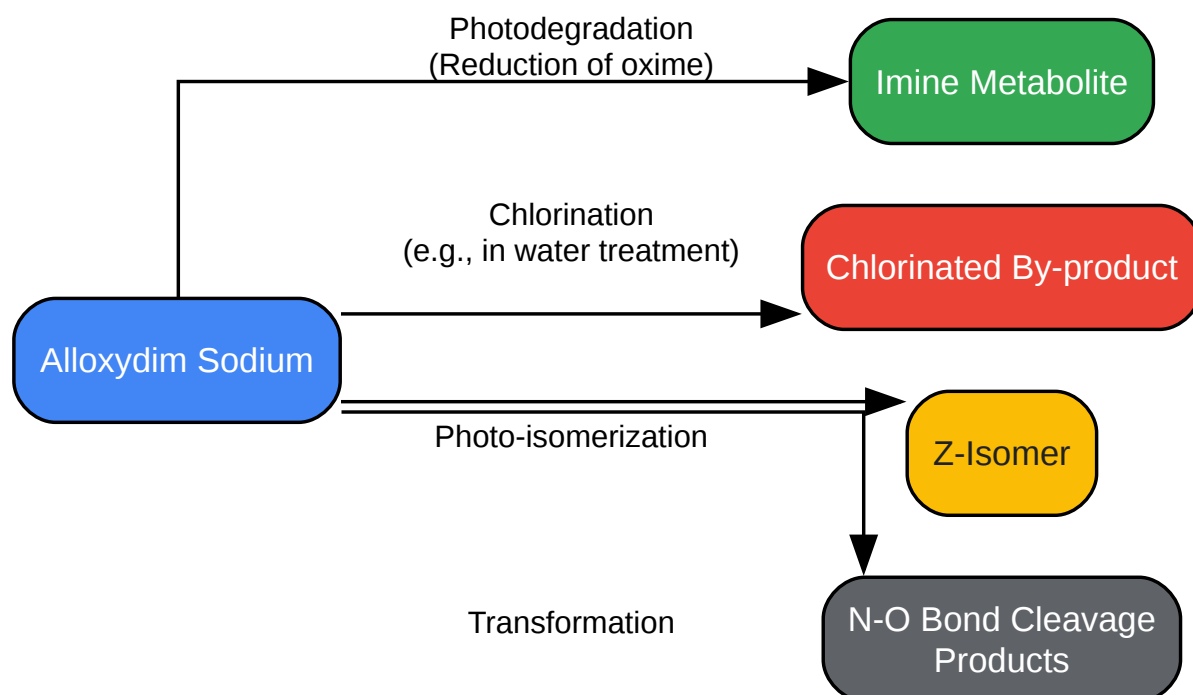 Photodegradation
(Reduction of oxime)
Imine Metabolite
Chlorination
(e.g., in water treatment)
Chlorinated By-product
Alloxydim Sodium
Photo-isomerization
Z-Isomer
Transformation
N-O Bond Cleavage
Products